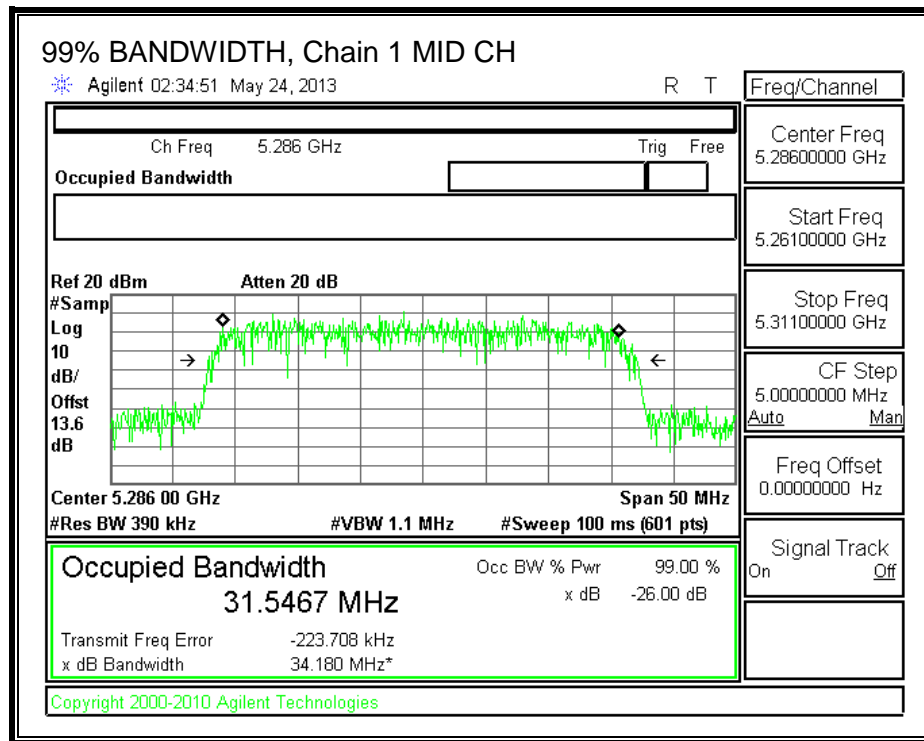 99% BANDWIDTH, Chain 1 MID CH
Agilent 02:34:51 May 24, 2013 R T
Freq/Channel
Ch Freq 5.286 GHz Trig Free
Occupied Bandwidth
Center Freq
5.28600000 GHz
Start Freq
5.26100000 GHz
Stop Freq
5.31100000 GHz
CF Step
5.00000000 MHz
Auto Man
Freq Offset
0.00000000 Hz
Signal Track
On Off
Ref 20 dBm Atten 20 dB
#Samp
Log
10
dB/
Offst
13.6
dB
Center 5.286 00 GHz Span 50 MHz
#Res BW 390 kHz #VBW 1.1 MHz #Sweep 100 ms (601 pts)
Occupied Bandwidth
31.5467 MHz
Occ BW % Pwr 99.00 %
x dB -26.00 dB
Transmit Freq Error -223.708 kHz
x dB Bandwidth 34.180 MHz*
Copyright 2000-2010 Agilent Technologies